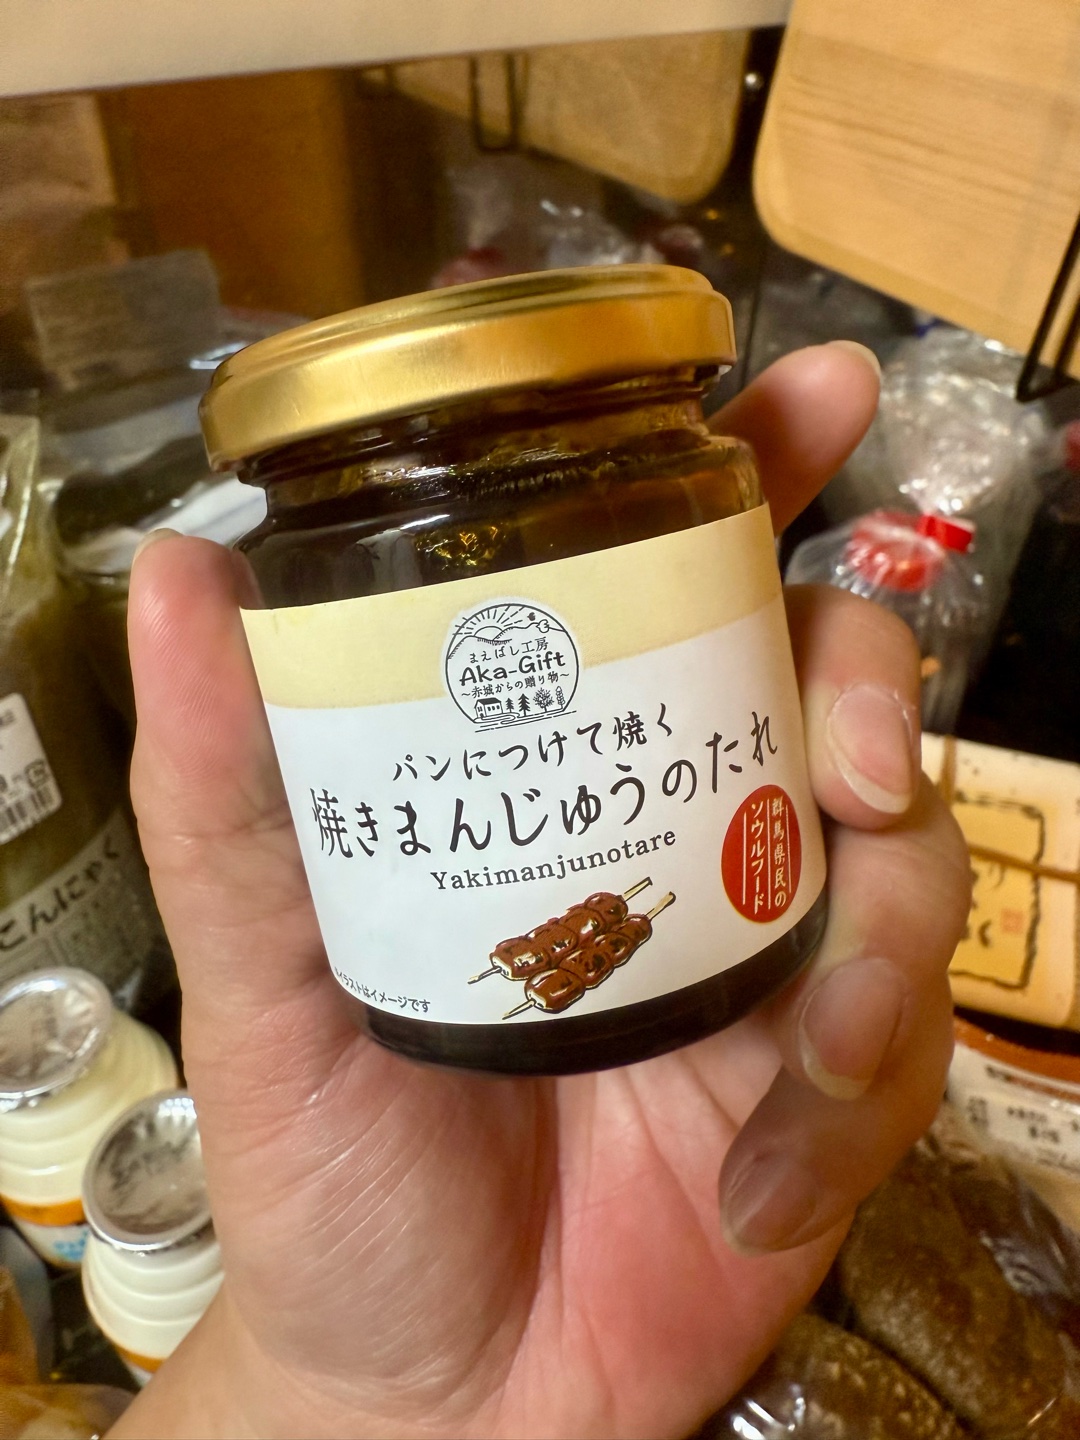 まえばし工房
Aka-Gift
～赤城からの贈り物～
パンにつけて焼く
焼きまんじゅうのたれ
Yakimanjunotare
群馬県民の
ソウルフード
※イラストはイメージです
こんにゃく